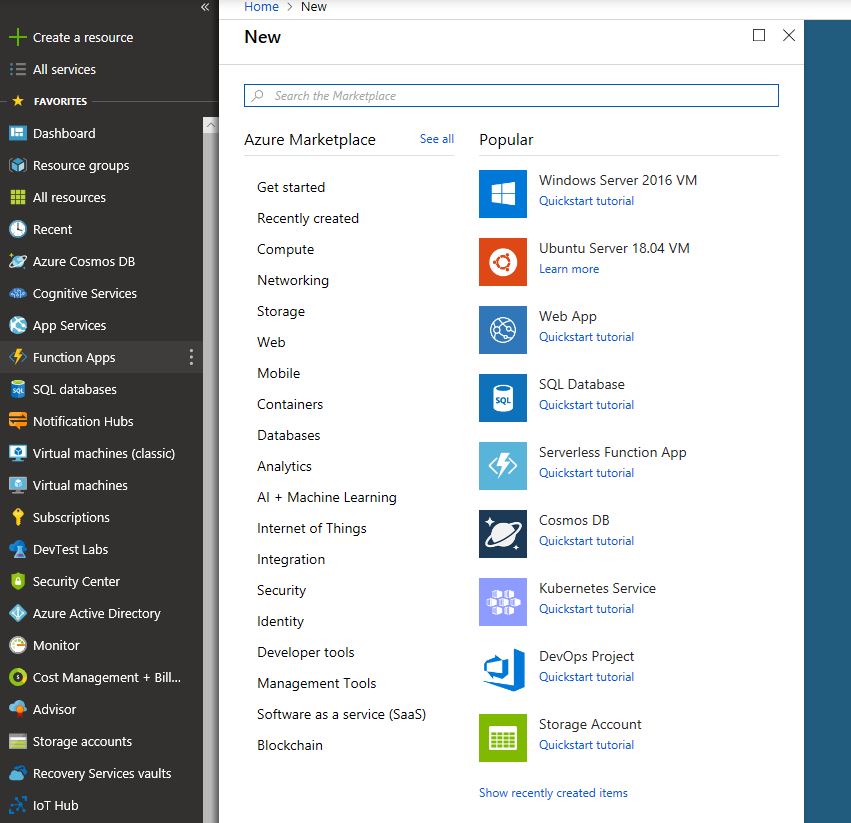 Create a resource
All services
FAVORITES
Dashboard
Resource groups
All resources
Recent
Azure Cosmos DB
Cognitive Services
App Services
Function Apps
SQL databases
Notification Hubs
Virtual machines (classic)
Virtual machines
Subscriptions
DevTest Labs
Security Center
Azure Active Directory
Monitor
Cost Management + Bill...
Advisor
Storage accounts
Recovery Services vaults
IoT Hub
Home > New
New
Search the Marketplace
Azure Marketplace
See all
Get started
Recently created
Compute
Networking
Storage
Web
Mobile
Containers
Databases
Analytics
AI + Machine Learning
Internet of Things
Integration
Security
Identity
Developer tools
Management Tools
Software as a service (SaaS)
Blockchain
Popular
Windows Server 2016 VM
Quickstart tutorial
Ubuntu Server 18.04 VM
Learn more
Web App
Quickstart tutorial
SQL Database
Quickstart tutorial
SQL
Serverless Function App
Quickstart tutorial
Cosmos DB
Quickstart tutorial
Kubernetes Service
Quickstart tutorial
DevOps Project
Quickstart tutorial
Storage Account
Quickstart tutorial
Show recently created items